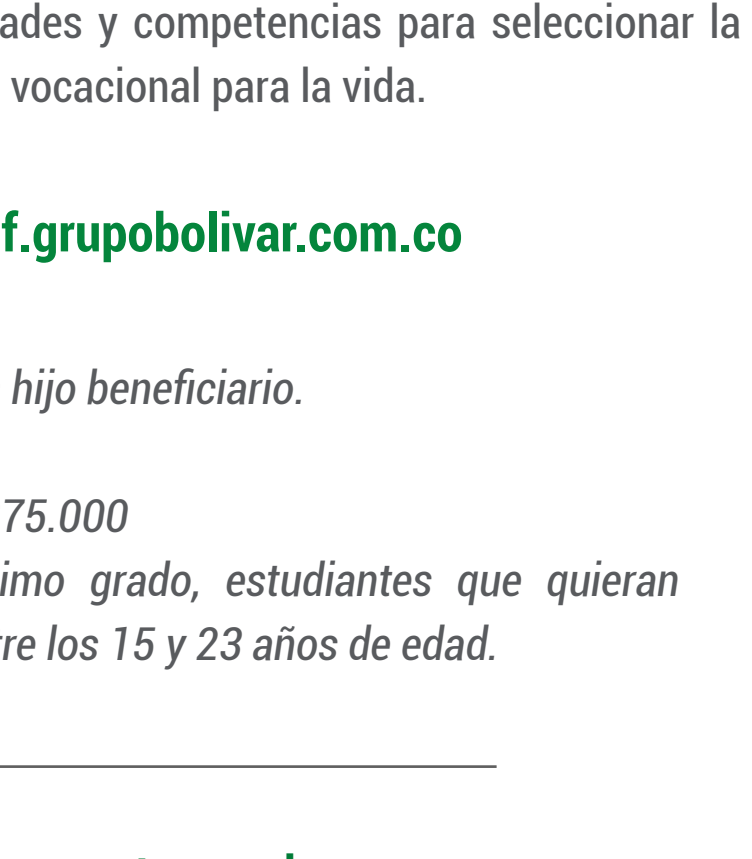 ades y competencias para seleccionar la
vocacional para la vida.
f.grupobolivar.com.co
hijo beneficiario.
75.000
imo grado, estudiantes que quieran
tre los 15 y 23 años de edad.